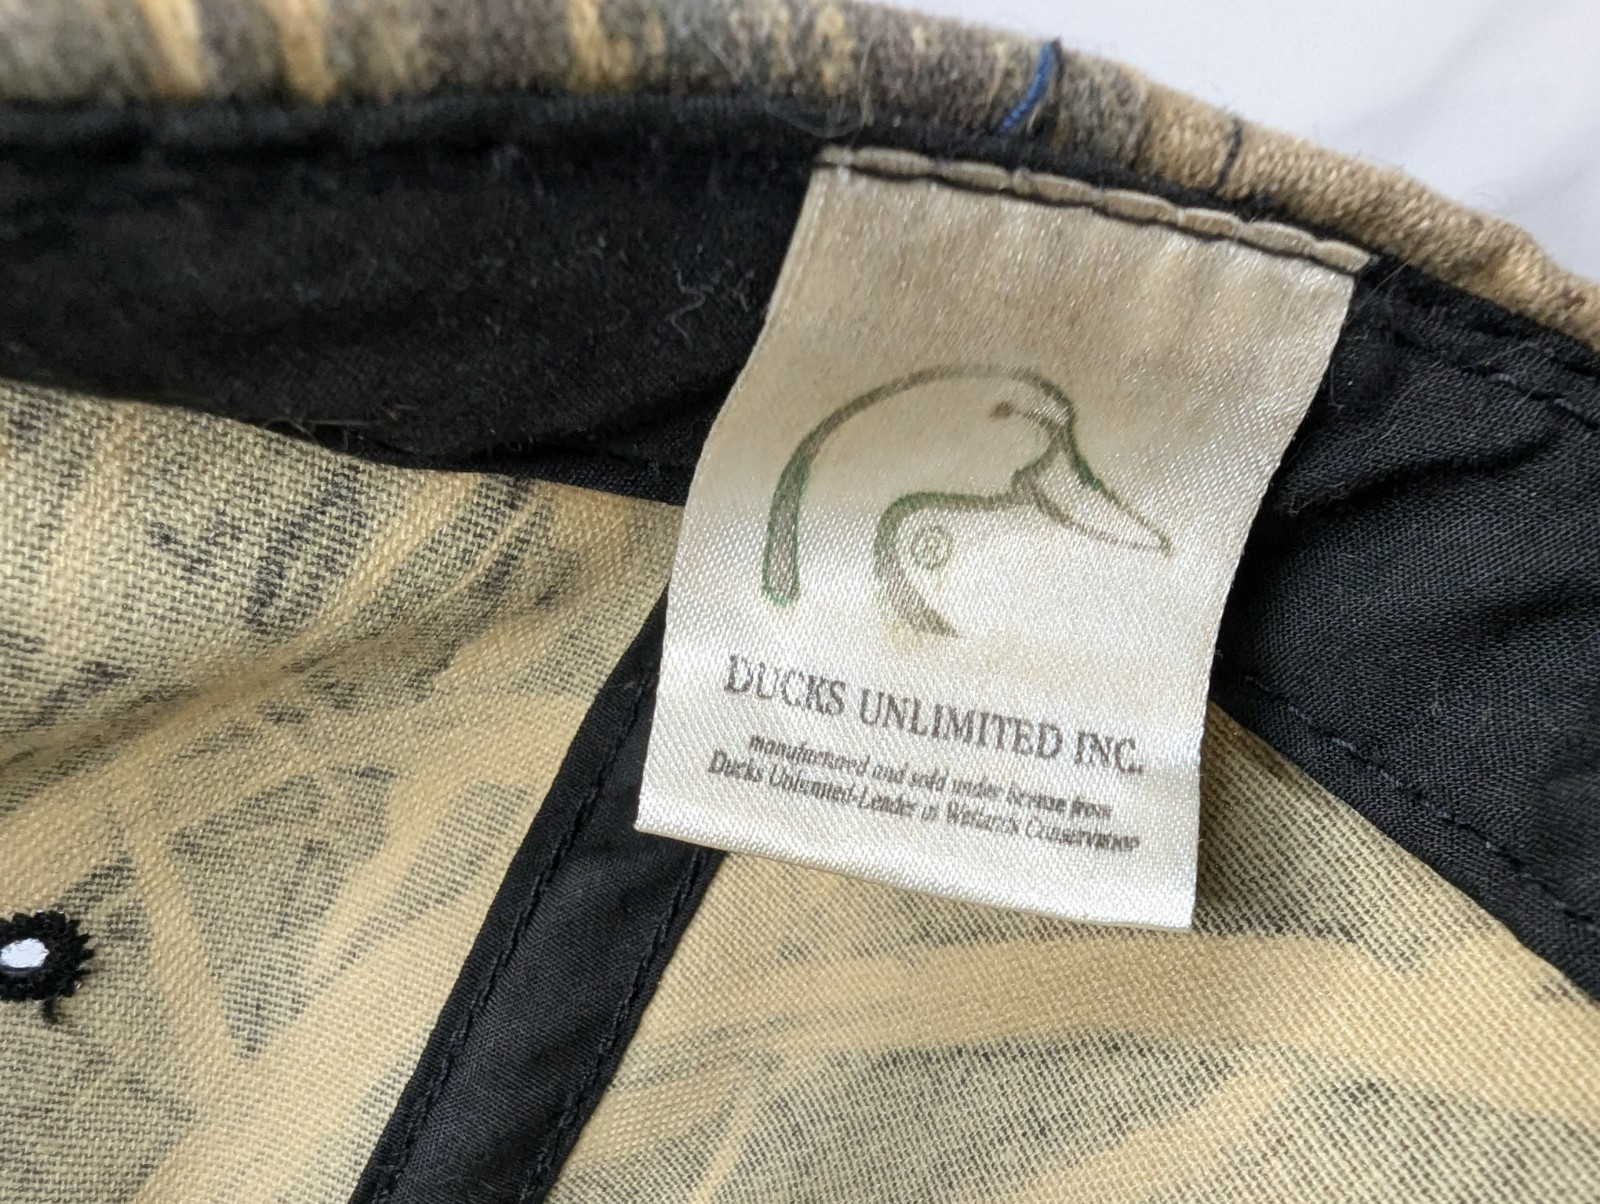 ®
DUCKS UNLIMITED INC.
manufactured and sold under license from
Ducks Unlimited-Leader in Wetlands Conservation